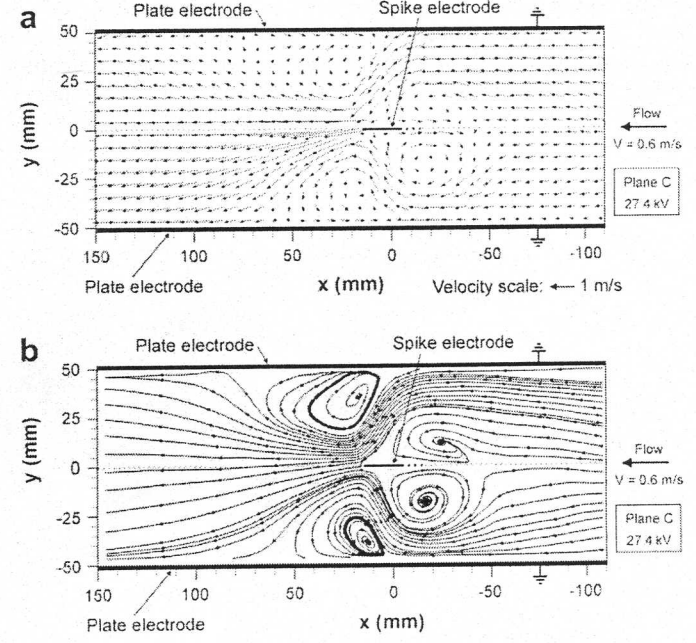 a
Plate electrode
Spike electrode
50
25
0
-25
-50
y (mm)
150
100
50
0
-50
-100
x (mm)
Plate electrode
Velocity scale: ← 1 m/s
Flow
V = 0.6 m/s
Plane C
27.4 kV
b
Plate electrode
Spike electrode
50
25
0
-25
-50
y (mm)
150
100
50
0
-50
-100
x (mm)
Plate electrode
Flow
V = 0.6 m/s
Plane C
27.4 kV